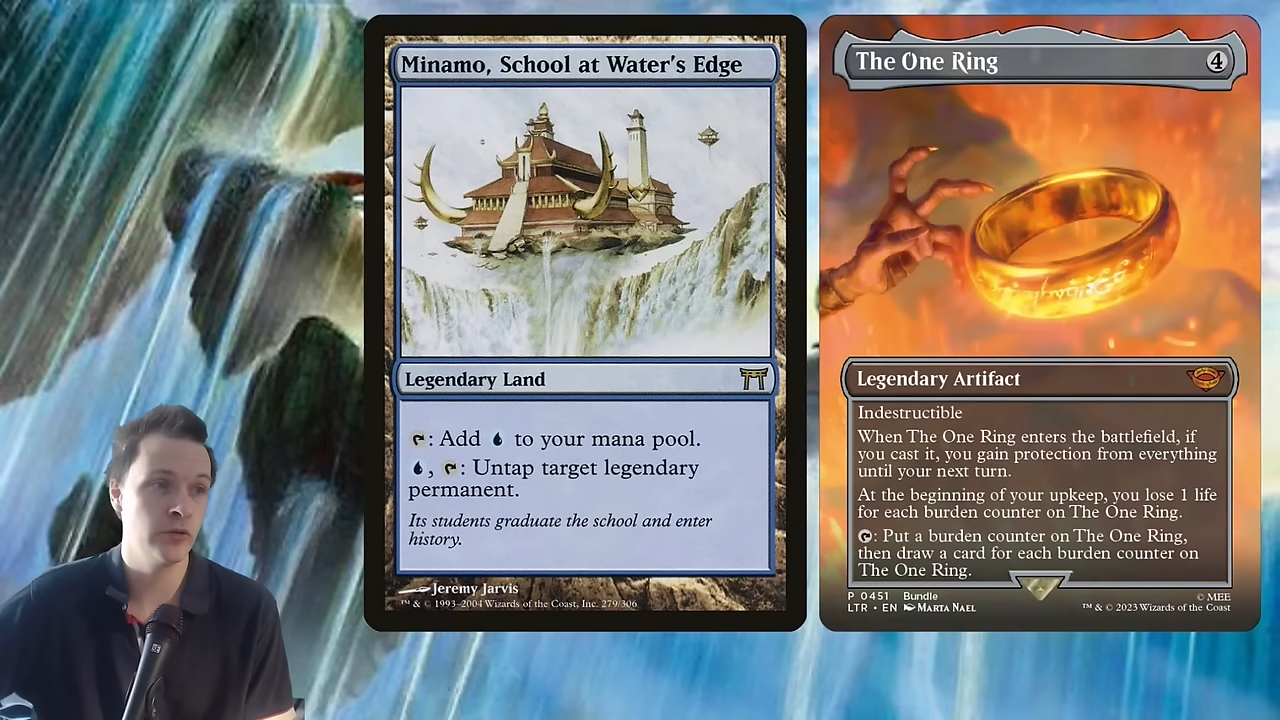 Minamo, School at Water's Edge
Legendary Land
: Add to your mana pool.
, : Untap target legendary
permanent.
Its students graduate the school and enter
history.
Jeremy Jarvis
™ & © 1993–2004 Wizards of the Coast, Inc. 279/306
The One Ring
4
Legendary Artifact
Indestructible
When The One Ring enters the battlefield, if
you cast it, you gain protection from everything
until your next turn.
At the beginning of your upkeep, you lose 1 life
for each burden counter on The One Ring.
: Put a burden counter on The One Ring,
then draw a card for each burden counter on
The One Ring.
P 0451 Bundle
LTR • EN Marta Nael
© MEE
™ & © 2023 Wizards of the Coast